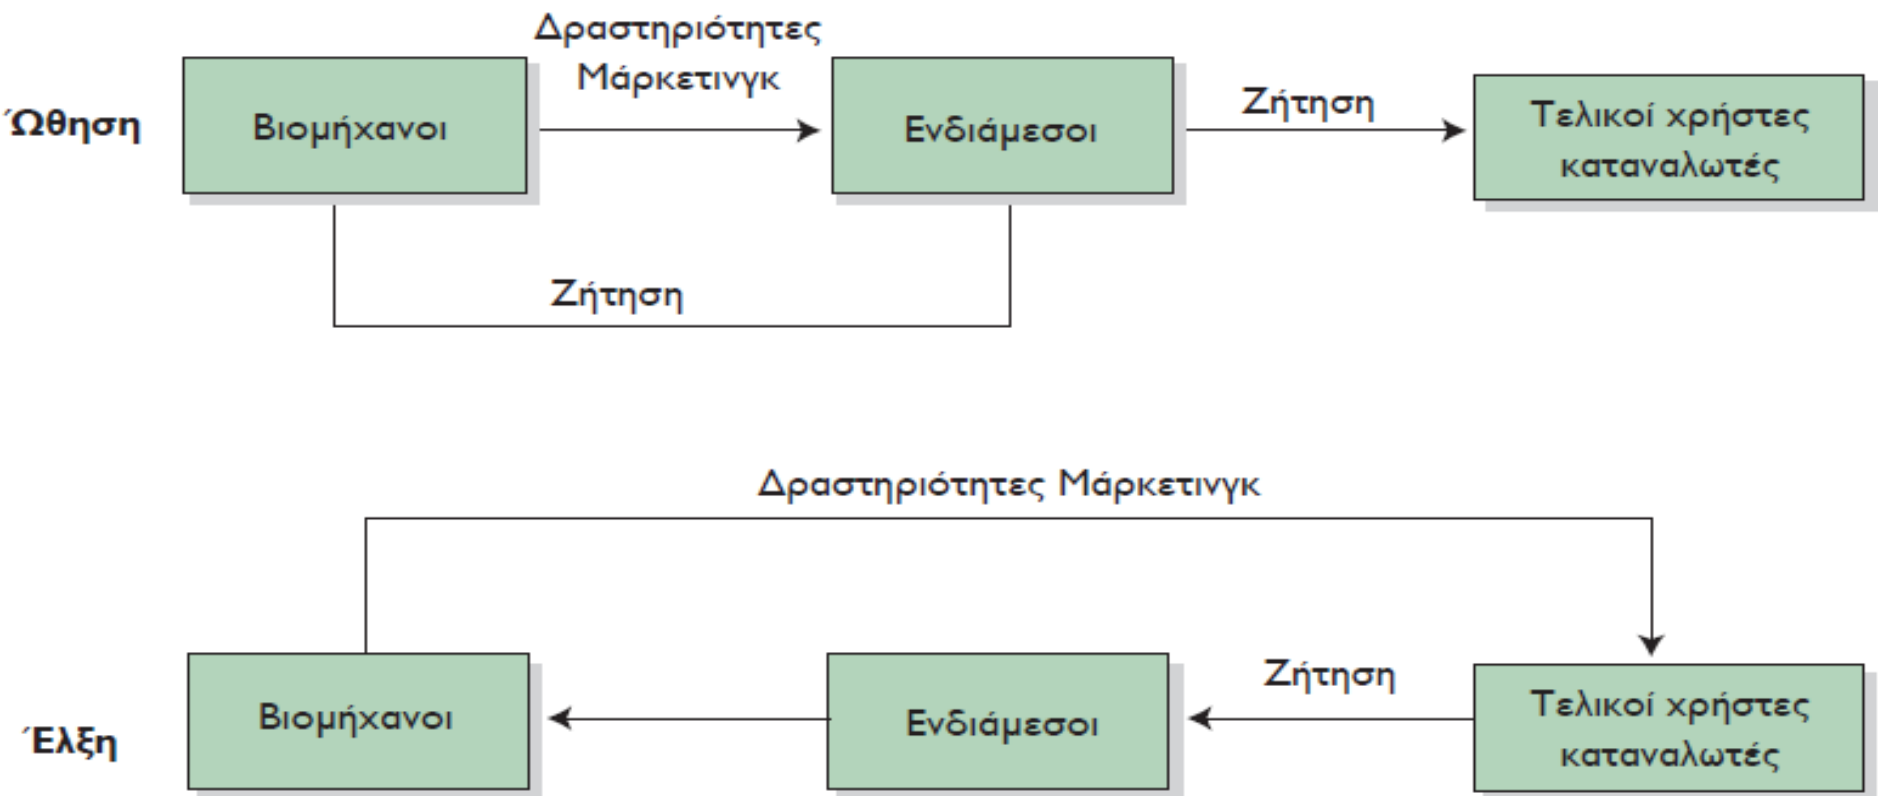 Δραστηριότητες
Μάρκετινγκ
Ώθηση
Βιομήχανοι
Ενδιάμεσοι
Ζήτηση
Τελικοί χρήστες
καταναλωτές
Ζήτηση
Δραστηριότητες Μάρκετινγκ
Έλξη
Βιομήχανοι
Ενδιάμεσοι
Ζήτηση
Τελικοί χρήστες
καταναλωτές